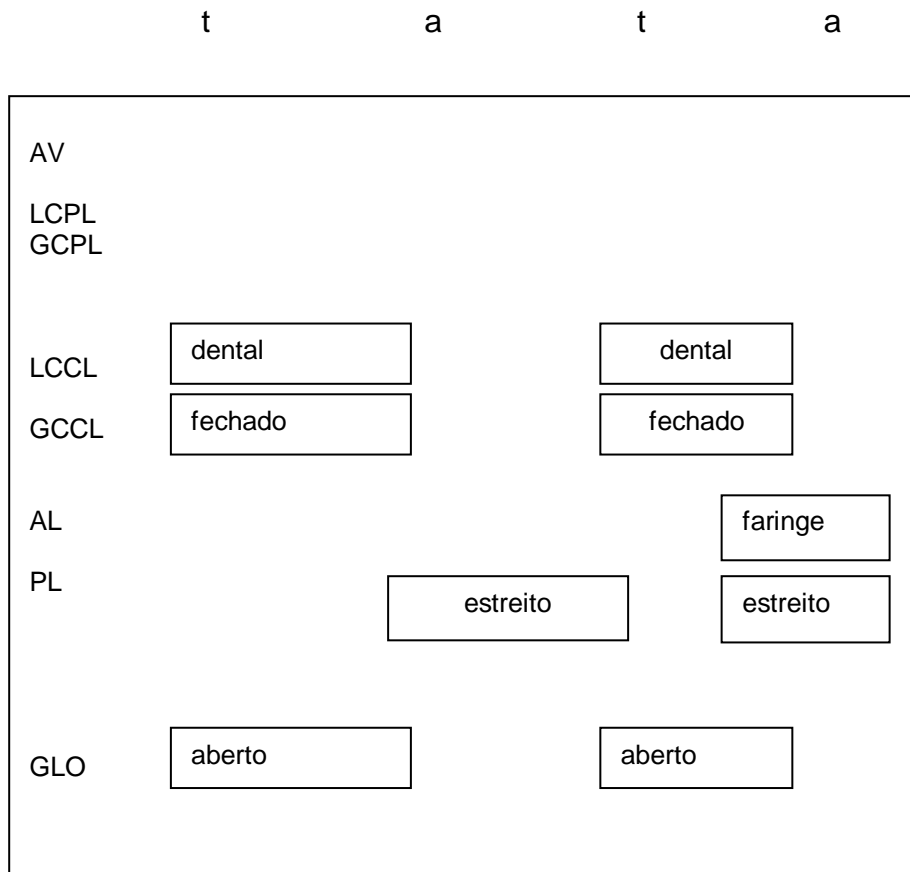 t a t a
AV
LCPL
GCPL
LCCL dental dental
GCCL fechado fechado
AL faringe
PL estreito estreito
GLO aberto aberto